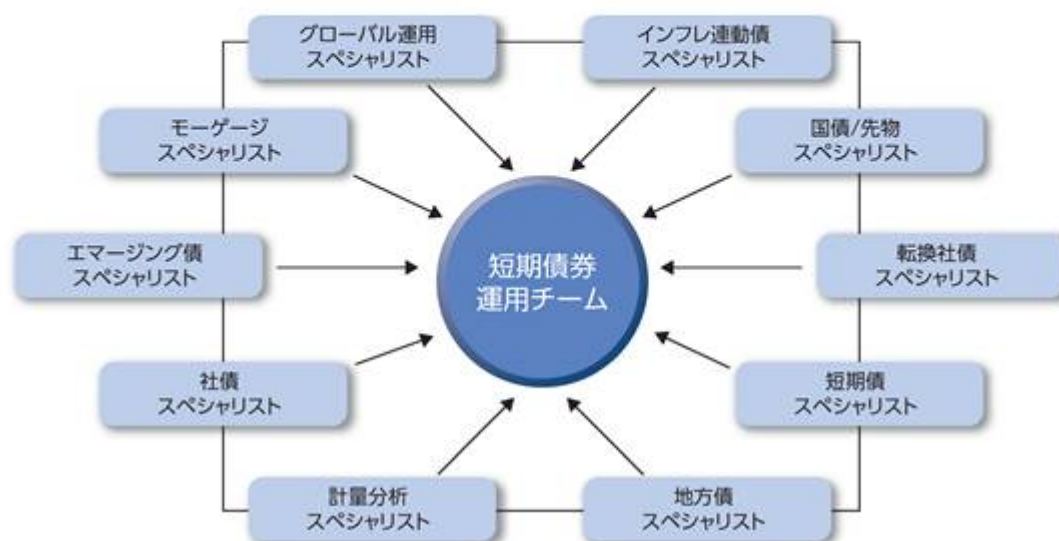 グローバル運用
スペシャリスト
インフレ連動債
スペシャリスト
モーゲージ
スペシャリスト
国債/先物
スペシャリスト
エマージング債
スペシャリスト
短期債券
運用チーム
転換社債
スペシャリスト
社債
スペシャリスト
短期債
スペシャリスト
計量分析
スペシャリスト
地方債
スペシャリスト